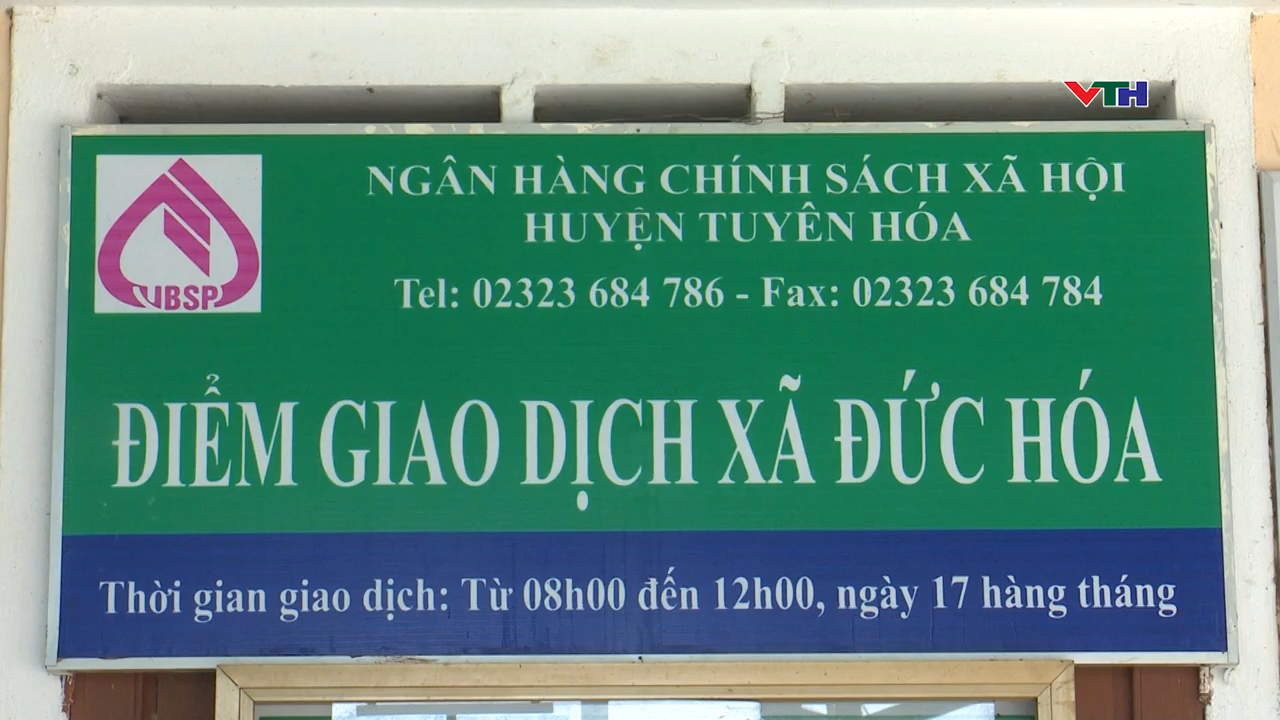 VTH
NGÂN HÀNG CHÍNH SÁCH XÃ HỘI
HUYỆN TUYÊN HÓA
VBSP
Tel: 02323 684 786 - Fax: 02323 684 784
ĐIỂM GIAO DỊCH XÃ ĐỨC HÓA
Thời gian giao dịch: Từ 08h00 đến 12h00, ngày 17 hàng tháng